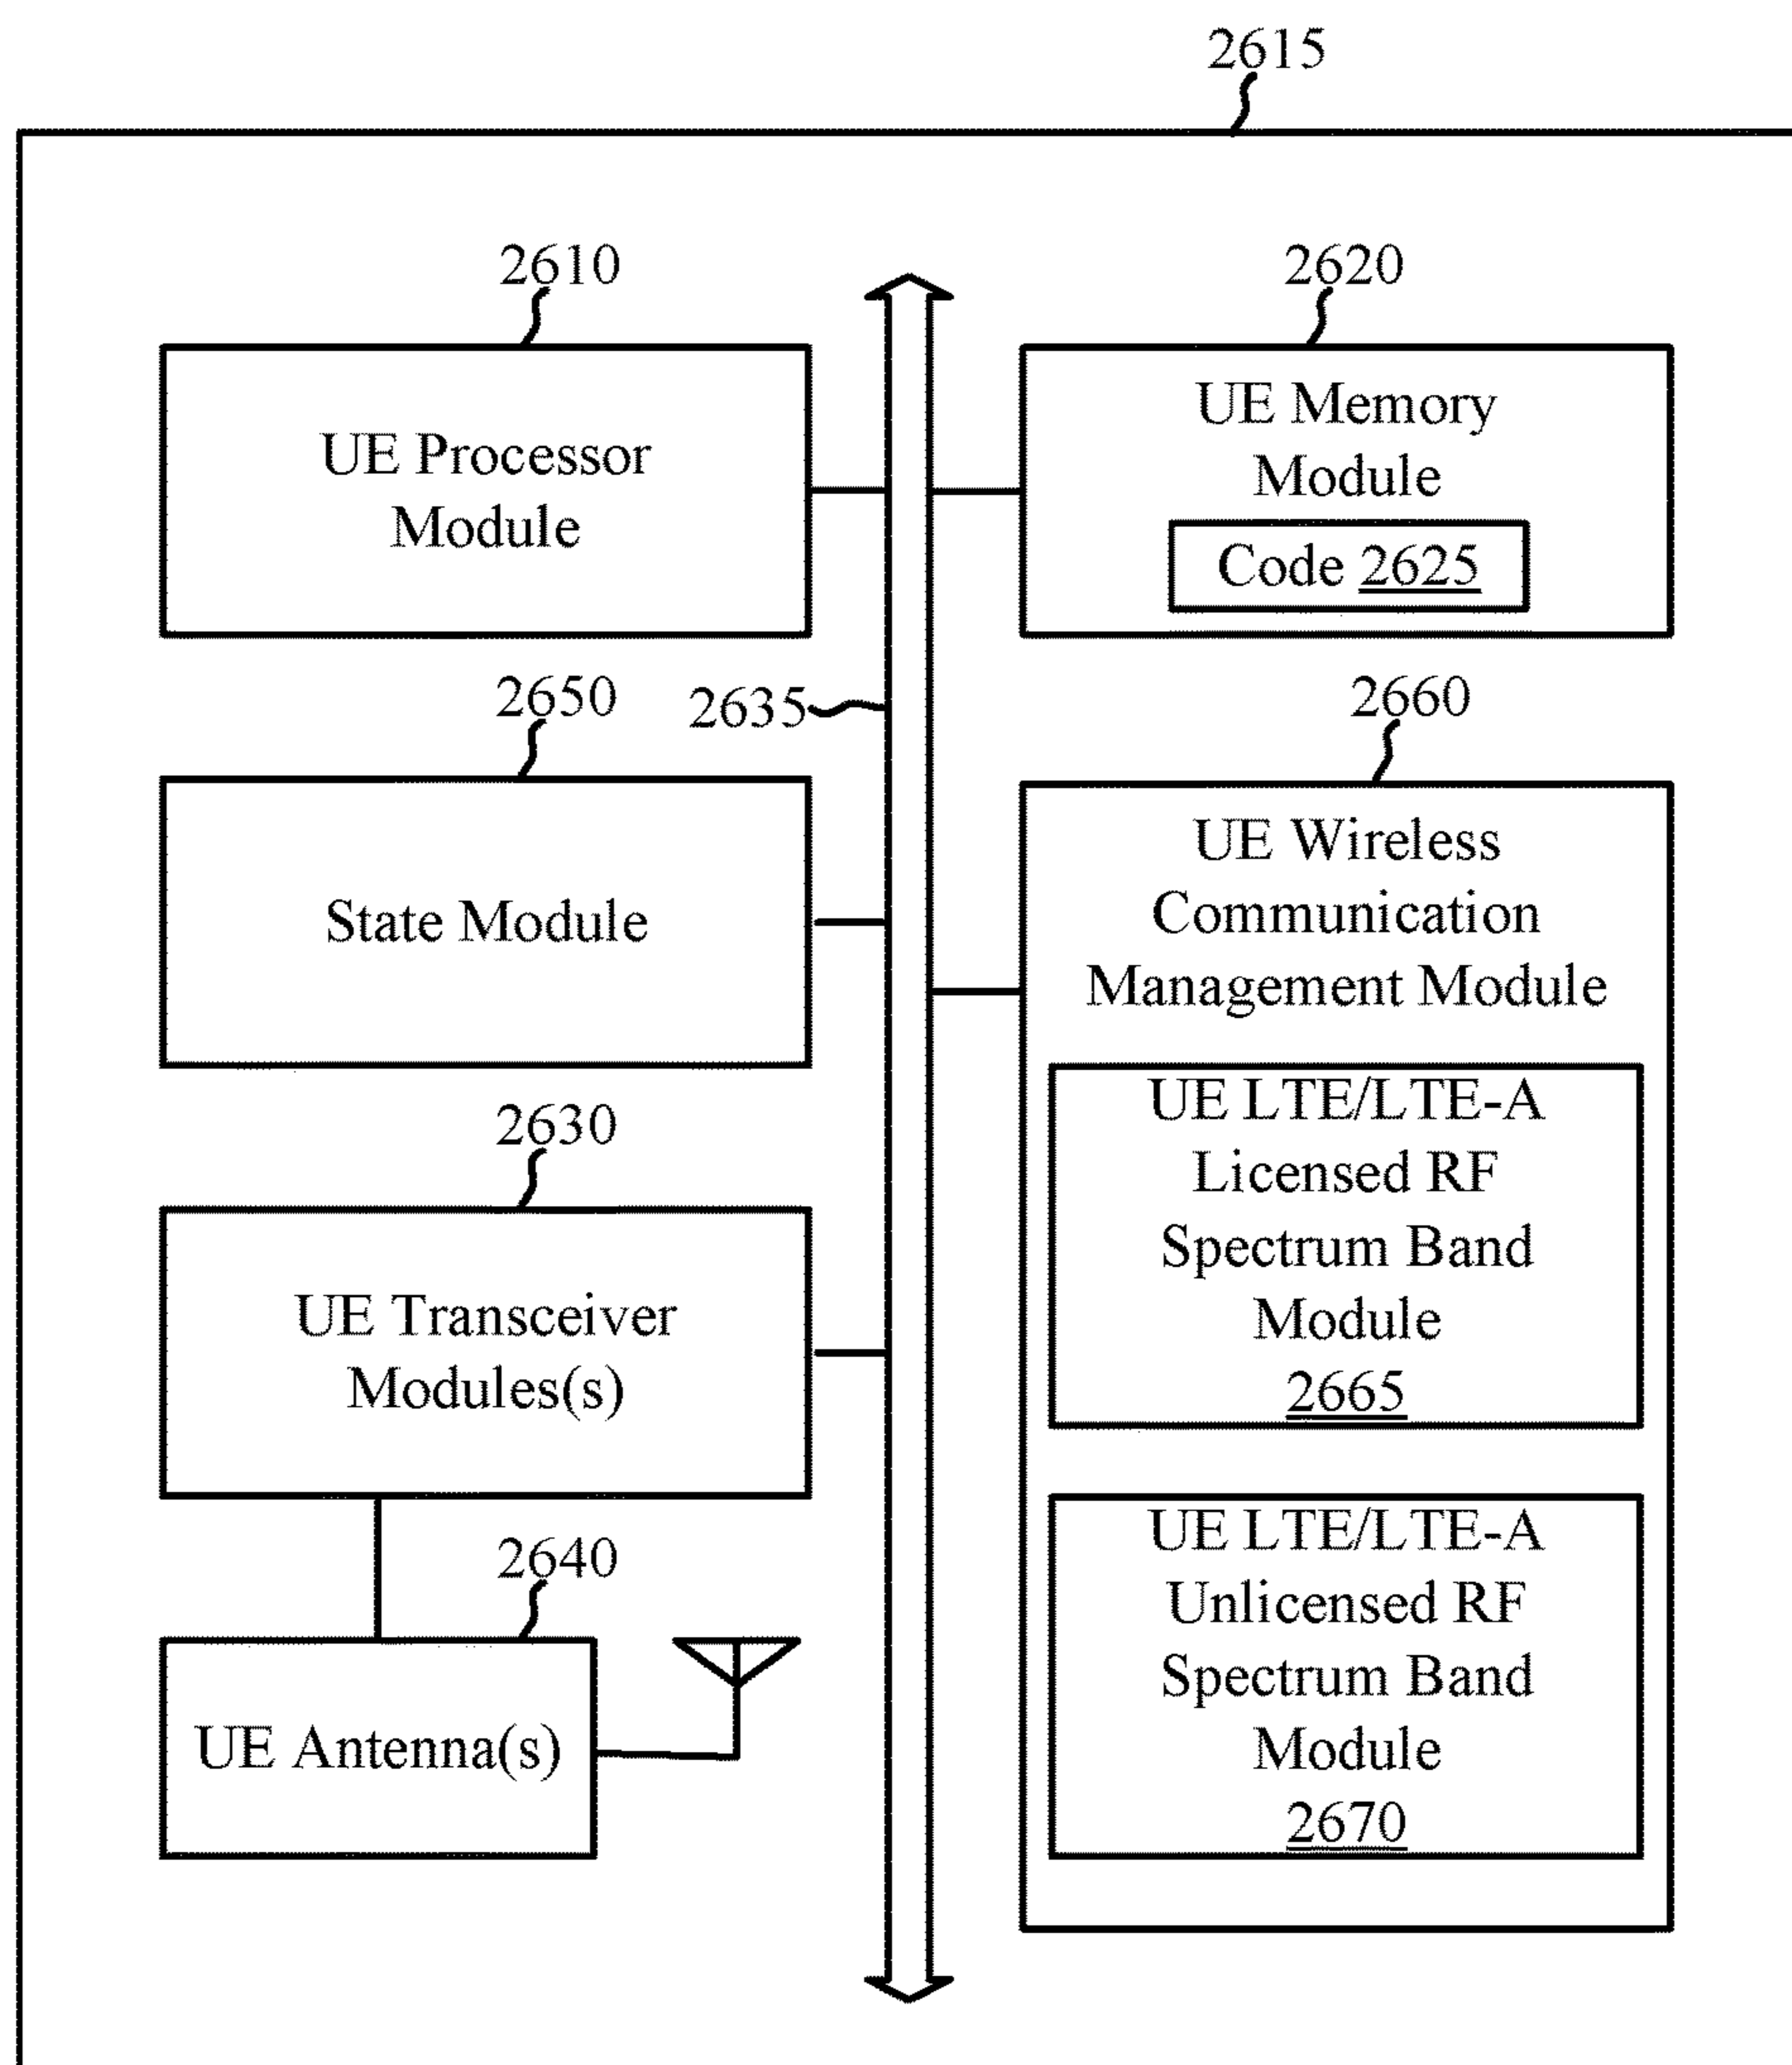 2615
2610
UE Processor
Module
2620
UE Memory
Module
Code 2625
2650
State Module
2635
2660
UE Wireless
Communication
Management Module
UE LTE/LTE-A
Licensed RF
Spectrum Band
Module
2665
UE LTE/LTE-A
Unlicensed RF
Spectrum Band
Module
2670
2630
UE Transceiver
Modules(s)
2640
UE Antenna(s)